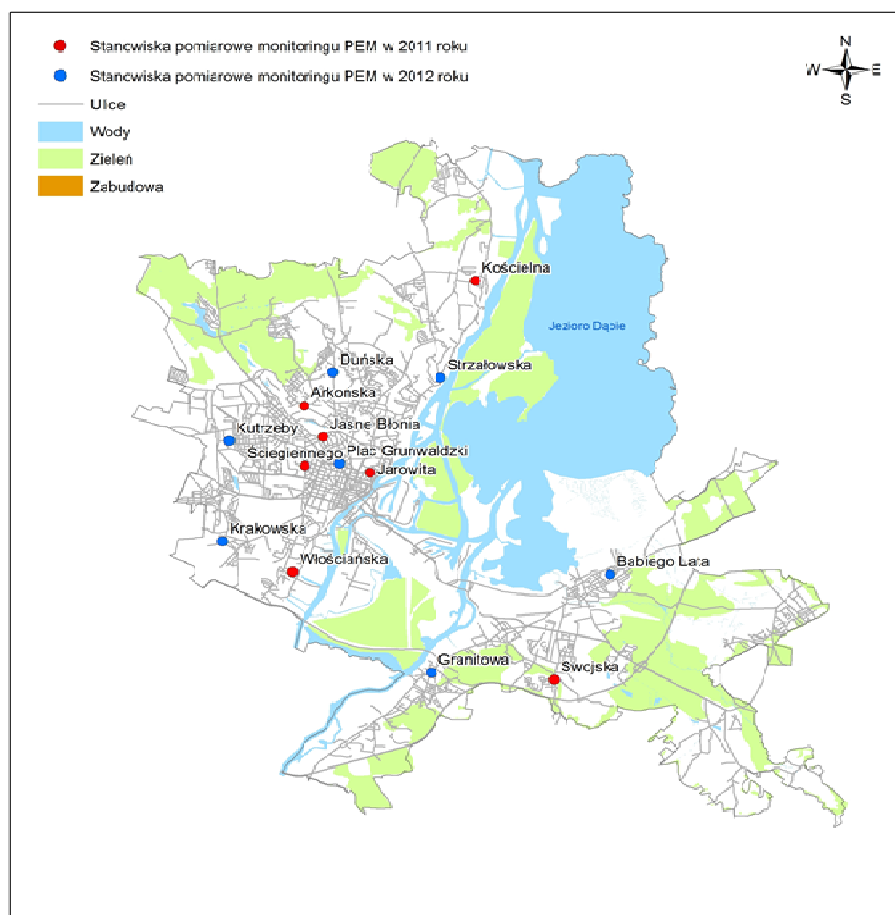 Stanowiska pomiarowe monitoringu PEM w 2011 roku
N
Stanowiska pomiarowe monitoringu PEM w 2012 roku
W E
S
Ulice
Wody
Zieleń
Zabudowa
Kościelna
Jezioro Dąbie
Duńska
Strzałowska
Arkońska
Jasne Błonia
Kutrzeby
Ściegiennego
Plac Grunwaldzki
Jarowita
Krakowska
Włościańska
Babiego Lata
Granitowa
Swojska